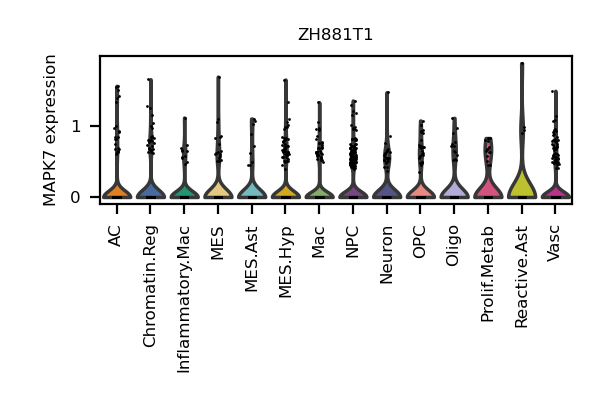 ZH881T1
MAPK7 expression
1
0
AC
Chromatin.Reg
Inflammatory.Mac
MES
MES.Ast
MES.Hyp
Mac
NPC
Neuron
OPC
Oligo
Prolif.Metab
Reactive.Ast
Vasc